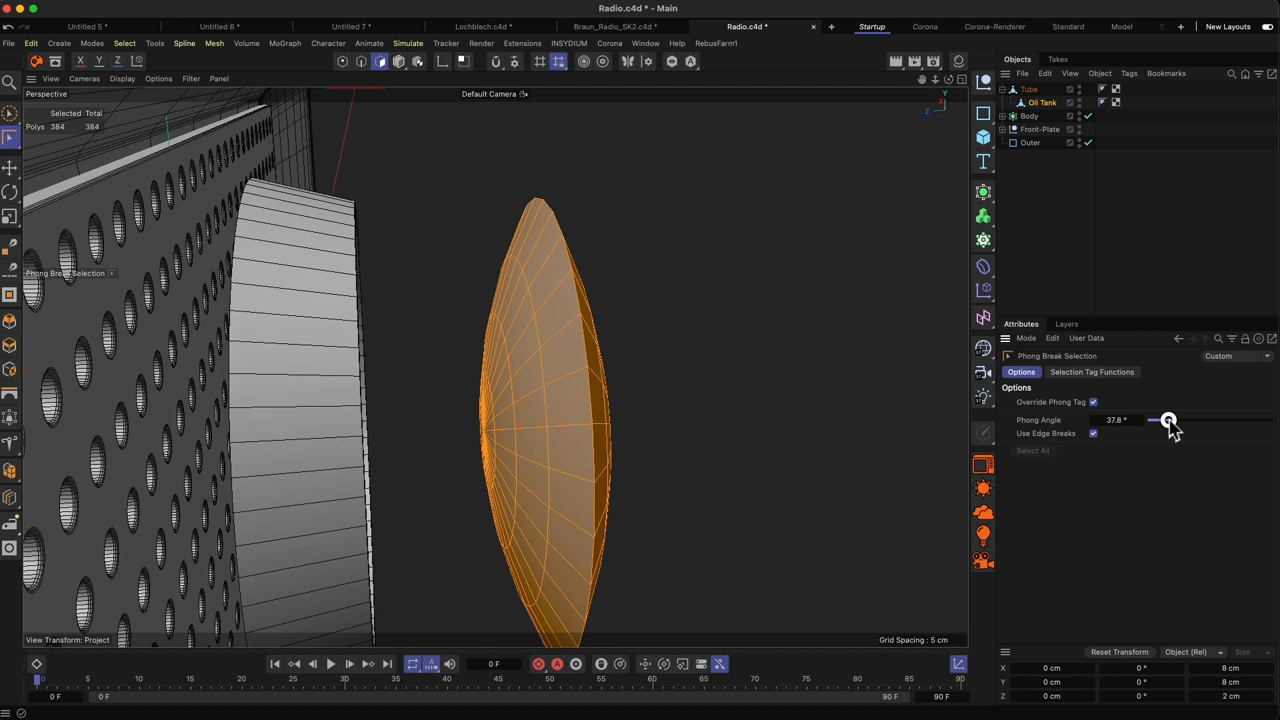 Radio.c4d * - Main
Untitled 5 *
Untitled 6 *
Untitled 7 *
Lochblech.c4d *
Braun_Radio_SK2.c4d *
Radio.c4d *
Startup
Corona
Corona-Renderer
Standard
Model
New Layouts
File Edit Create Modes Select Tools Spline Mesh Volume MoGraph Character Animate Simulate Tracker Render Extensions INSYDIUM Corona Window Help RebusFarm1
X Y Z
Objects Takes
File Edit View Object Tags Bookmarks
View Cameras Display Options Filter Panel
Perspective
Default Camera
Selected Total
Polys 384 384
Y
X
Z
Phong Break Selection
View Transform: Project
Grid Spacing : 5 cm
Tube
Oil Tank
Body
Front-Plate
Outer
Attributes Layers
Mode Edit User Data
Phong Break Selection
Custom
Options Selection Tag Functions
Options
Override Phong Tag
Phong Angle 37.8 °
Use Edge Breaks
Select All
Reset Transform Object (Rel) Size
X 0 cm 0 ° 8 cm
Y 0 cm 0 ° 8 cm
Z 0 cm 0 ° 2 cm
0 F
0 5 10 15 20 25 30 35 40 45 50 55 60 65 70 75 80 85 90
0 F 0 F 90 F 90 F